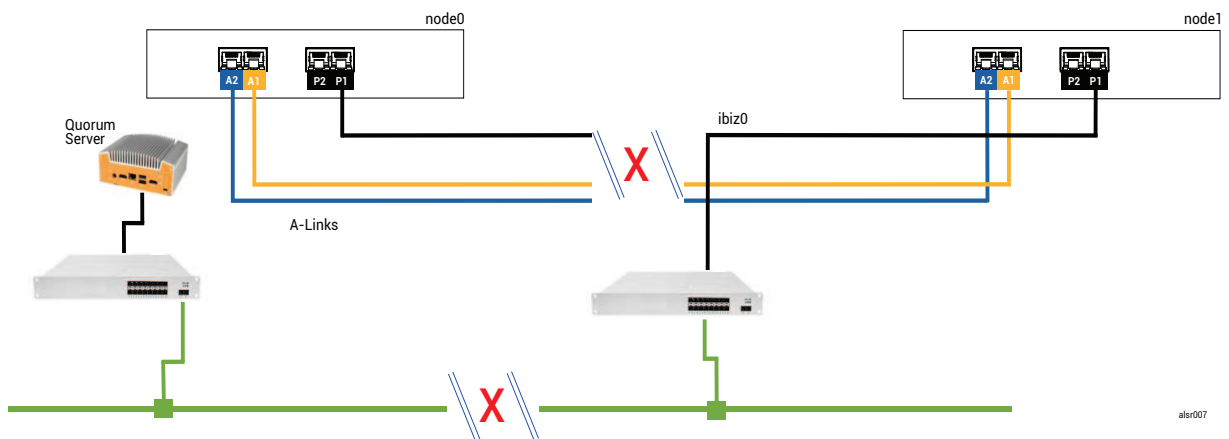 node0
node1
A2 A1 P2 P1
A2 A1 P2 P1
Quorum
Server
ibiz0
X
A-Links
X
alsr007